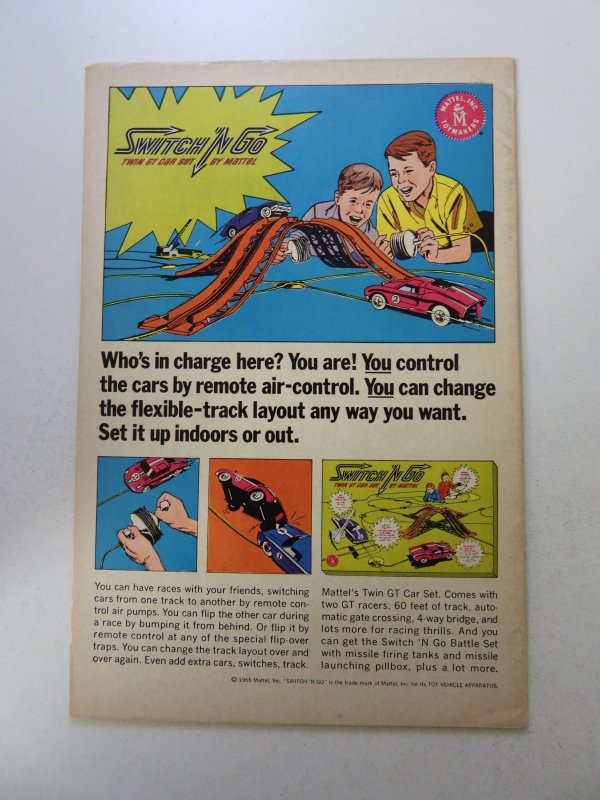 SWITCH 'N GO
TWIN GT CAR SET BY MATTEL
MATTEL, INC.
M
TOYMAKERS
2
Who's in charge here? You are! You control
the cars by remote air-control. You can change
the flexible-track layout any way you want.
Set it up indoors or out.
SWITCH 'N GO
TWIN GT CAR SET BY MATTEL
You can have races with your friends, switching
cars from one track to another by remote con-
trol air pumps. You can flip the other car during
a race by bumping it from behind. Or flip it by
remote control at any of the special flip-over
traps. You can change the track layout over and
over again. Even add extra cars, switches, track.
Mattel's Twin GT Car Set. Comes with
two GT racers, 60 feet of track, auto-
matic gate crossing, 4-way bridge, and
lots more for racing thrills. And you
can get the Switch 'N Go Battle Set
with missile firing tanks and missile
launching pillbox, plus a lot more.
© 1966 Mattel, Inc. "SWITCH 'N GO" is the trade mark of Mattel, Inc. for its TOY VEHICLE APPARATUS.